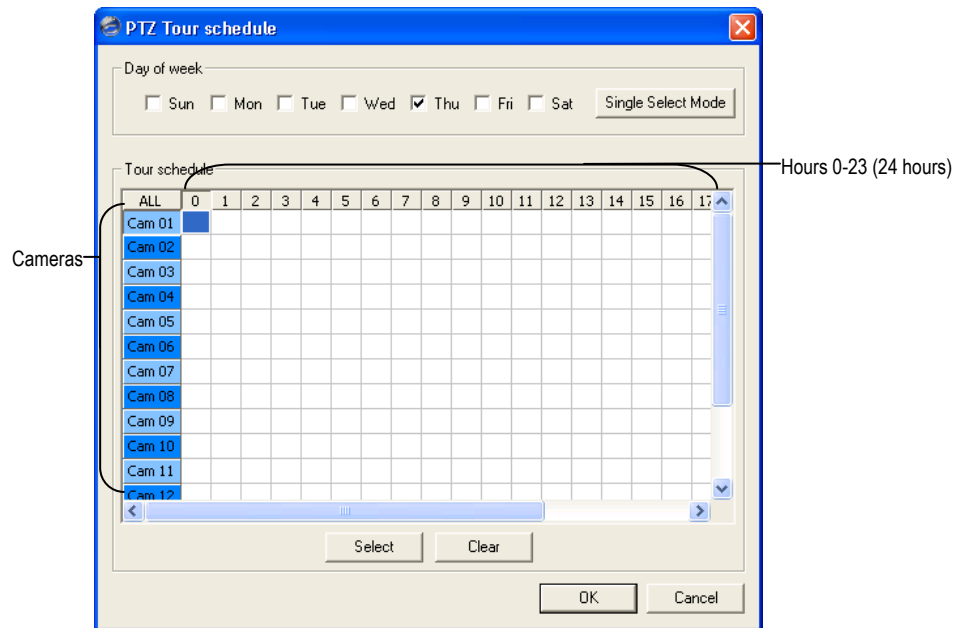 PTZ Tour schedule
Day of week
Sun Mon Tue Wed Thu Fri Sat Single Select Mode
Tour schedule
Hours 0-23 (24 hours)
ALL 0 1 2 3 4 5 6 7 8 9 10 11 12 13 14 15 16 17
Cam 01
Cam 02
Cameras
Cam 03
Cam 04
Cam 05
Cam 06
Cam 07
Cam 08
Cam 09
Cam 10
Cam 11
Cam 12
Select Clear
OK Cancel